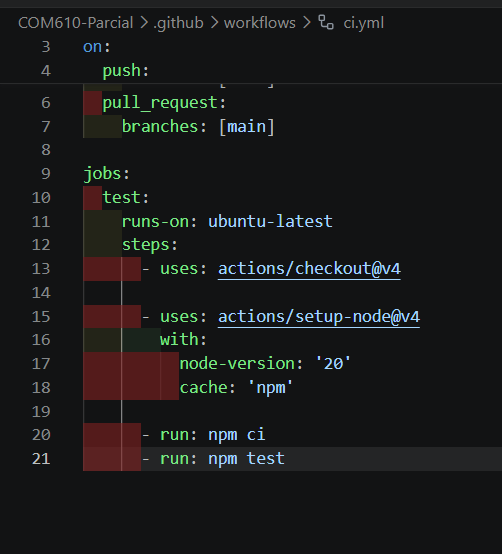 COM610-Parcial > .github > workflows > ci.yml
3 on:
4 push:
6 pull_request:
7 branches: [main]
8
9 jobs:
10 test:
11 runs-on: ubuntu-latest
12 steps:
13 - uses: actions/checkout@v4
14
15 - uses: actions/setup-node@v4
16 with:
17 node-version: '20'
18 cache: 'npm'
19
20 - run: npm ci
21 - run: npm test